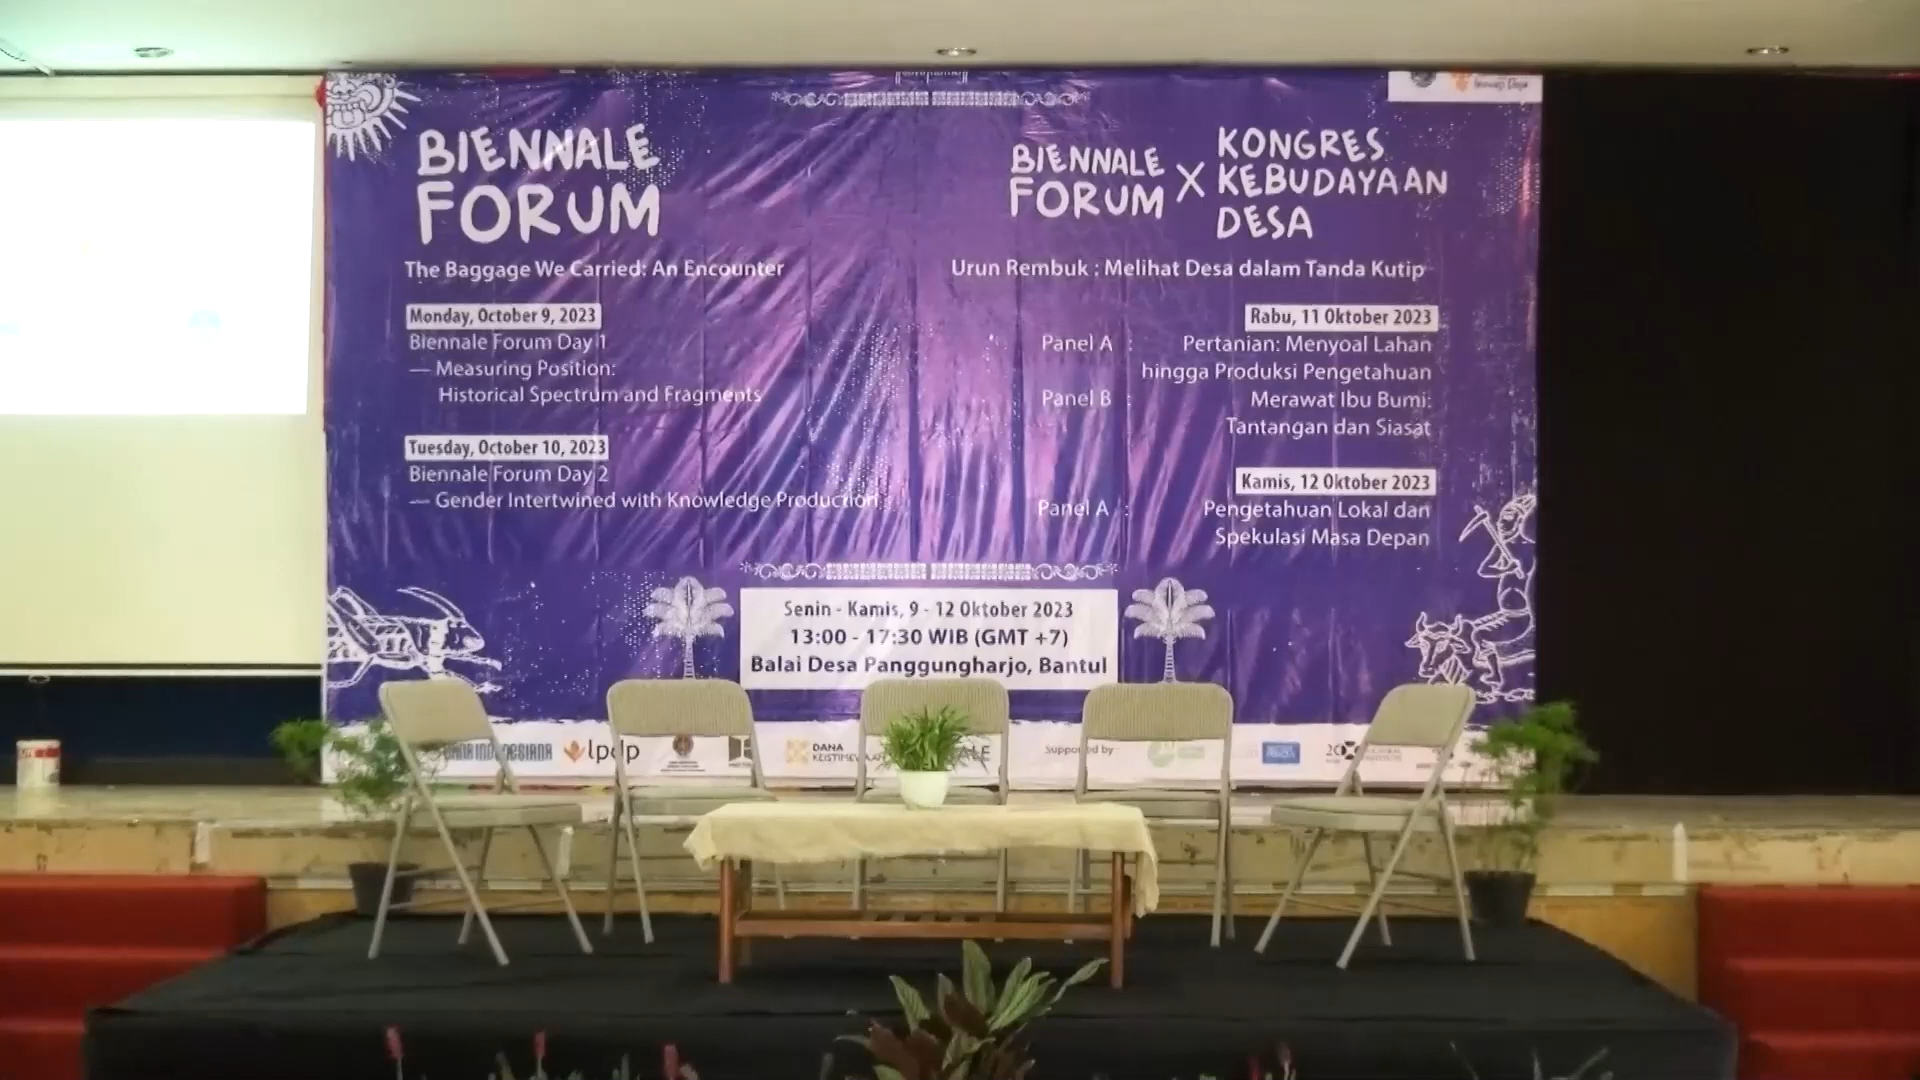 BIENNALE
FORUM
The Baggage We Carried: An Encounter
Monday, October 9, 2023
Biennale Forum Day 1
— Measuring Position:
Historical Spectrum and Fragments
Tuesday, October 10, 2023
Biennale Forum Day 2
— Gender Intertwined with Knowledge Production
BIENNALE
FORUM
X
KONGRES
KEBUDAYAAN
DESA
Urun Rembuk : Melihat Desa dalam Tanda Kutip
Rabu, 11 Oktober 2023
Panel A : Pertanian: Menyoal Lahan
hingga Produksi Pengetahuan
Panel B : Merawat Ibu Bumi:
Tantangan dan Siasat
Kamis, 12 Oktober 2023
Panel A : Pengetahuan Lokal dan
Spekulasi Masa Depan
Senin - Kamis, 9 - 12 Oktober 2023
13:00 - 17:30 WIB (GMT +7)
Balai Desa Panggungharjo, Bantul
lpdp
DANA
Supported by